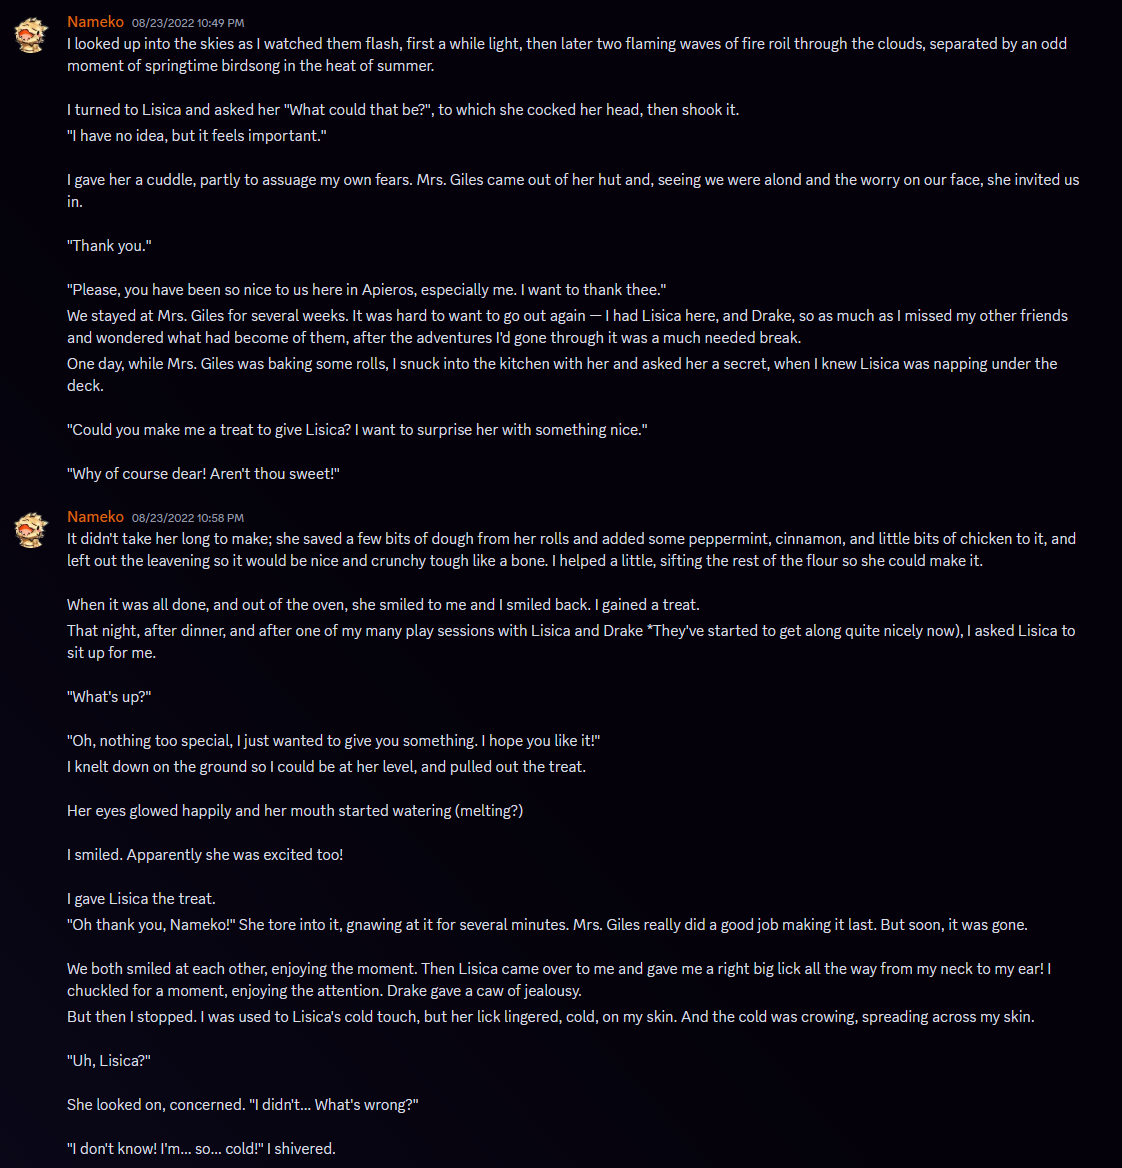 Nameko 08/23/2022 10:49 PM
I looked up into the skies as I watched them flash, first a while light, then later two flaming waves of fire roil through the clouds, separated by an odd
moment of springtime birdsong in the heat of summer.
I turned to Lisica and asked her "What could that be?", to which she cocked her head, then shook it.
"I have no idea, but it feels important."
I gave her a cuddle, partly to assuage my own fears. Mrs. Giles came out of her hut and, seeing we were alond and the worry on our face, she invited us
in.
"Thank you."
"Please, you have been so nice to us here in Apieros, especially me. I want to thank thee."
We stayed at Mrs. Giles for several weeks. It was hard to want to go out again — I had Lisica here, and Drake, so as much as I missed my other friends
and wondered what had become of them, after the adventures I'd gone through it was a much needed break.
One day, while Mrs. Giles was baking some rolls, I snuck into the kitchen with her and asked her a secret, when I knew Lisica was napping under the
deck.
"Could you make me a treat to give Lisica? I want to surprise her with something nice."
"Why of course dear! Aren't thou sweet!"
Nameko 08/23/2022 10:58 PM
It didn't take her long to make; she saved a few bits of dough from her rolls and added some peppermint, cinnamon, and little bits of chicken to it, and
left out the leavening so it would be nice and crunchy tough like a bone. I helped a little, sifting the rest of the flour so she could make it.
When it was all done, and out of the oven, she smiled to me and I smiled back. I gained a treat.
That night, after dinner, and after one of my many play sessions with Lisica and Drake *They've started to get along quite nicely now), I asked Lisica to
sit up for me.
"What's up?"
"Oh, nothing too special, I just wanted to give you something. I hope you like it!"
I knelt down on the ground so I could be at her level, and pulled out the treat.
Her eyes glowed happily and her mouth started watering (melting?)
I smiled. Apparently she was excited too!
I gave Lisica the treat.
"Oh thank you, Nameko!" She tore into it, gnawing at it for several minutes. Mrs. Giles really did a good job making it last. But soon, it was gone.
We both smiled at each other, enjoying the moment. Then Lisica came over to me and gave me a right big lick all the way from my neck to my ear! I
chuckled for a moment, enjoying the attention. Drake gave a caw of jealousy.
But then I stopped. I was used to Lisica's cold touch, but her lick lingered, cold, on my skin. And the cold was crowing, spreading across my skin.
"Uh, Lisica?"
She looked on, concerned. "I didn't... What's wrong?"
"I don't know! I'm... so... cold!" I shivered.